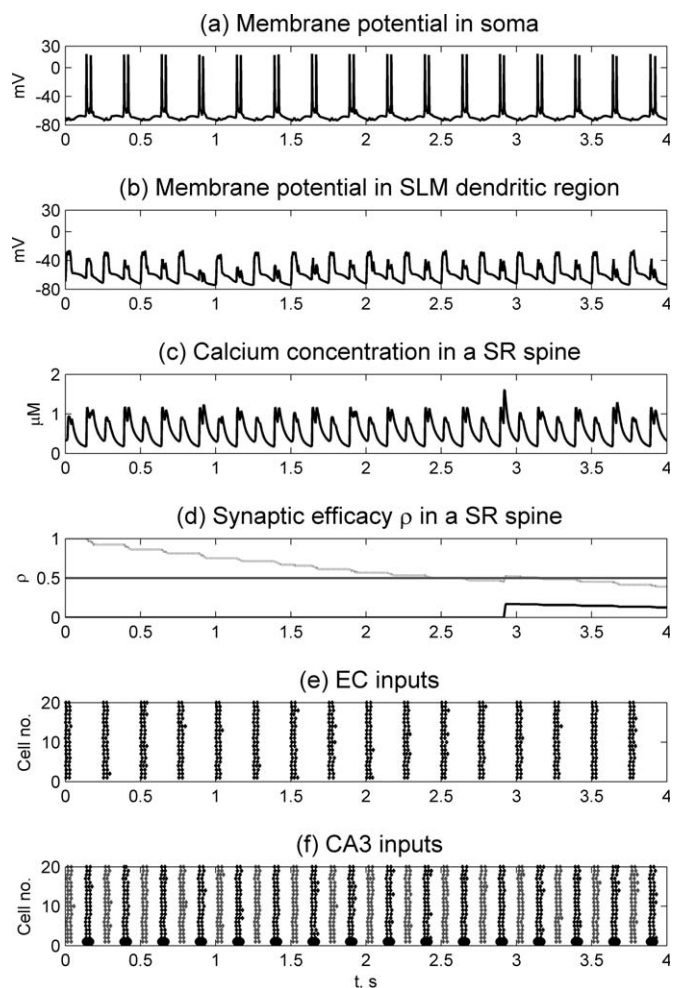 (a) Membrane potential in soma
30
0
-40
-80
mV
0 0.5 1 1.5 2 2.5 3 3.5 4
(b) Membrane potential in SLM dendritic region
30
0
-40
-80
mV
0 0.5 1 1.5 2 2.5 3 3.5 4
(c) Calcium concentration in a SR spine
2
1
0
μM
0 0.5 1 1.5 2 2.5 3 3.5 4
(d) Synaptic efficacy ρ in a SR spine
1
0.5
0
ρ
0 0.5 1 1.5 2 2.5 3 3.5 4
(e) EC inputs
20
10
0
Cell no.
0 0.5 1 1.5 2 2.5 3 3.5 4
(f) CA3 inputs
20
10
0
Cell no.
0 0.5 1 1.5 2 2.5 3 3.5 4
t, s